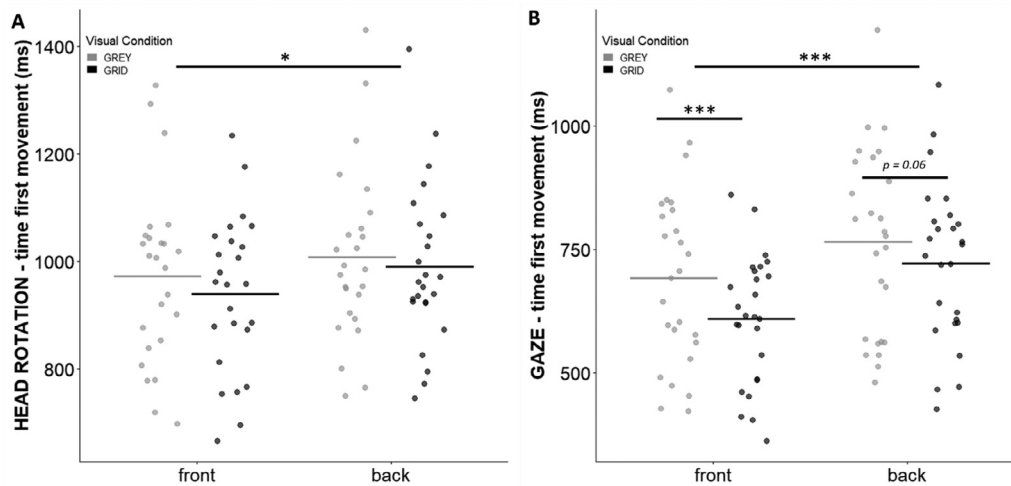 A
HEAD ROTATION - time first movement (ms)
Visual Condition
GREY
GRID
*
1400
1200
1000
800
front
back
B
GAZE - time first movement (ms)
Visual Condition
GREY
GRID
***
***
p = 0.06
1000
750
500
front
back